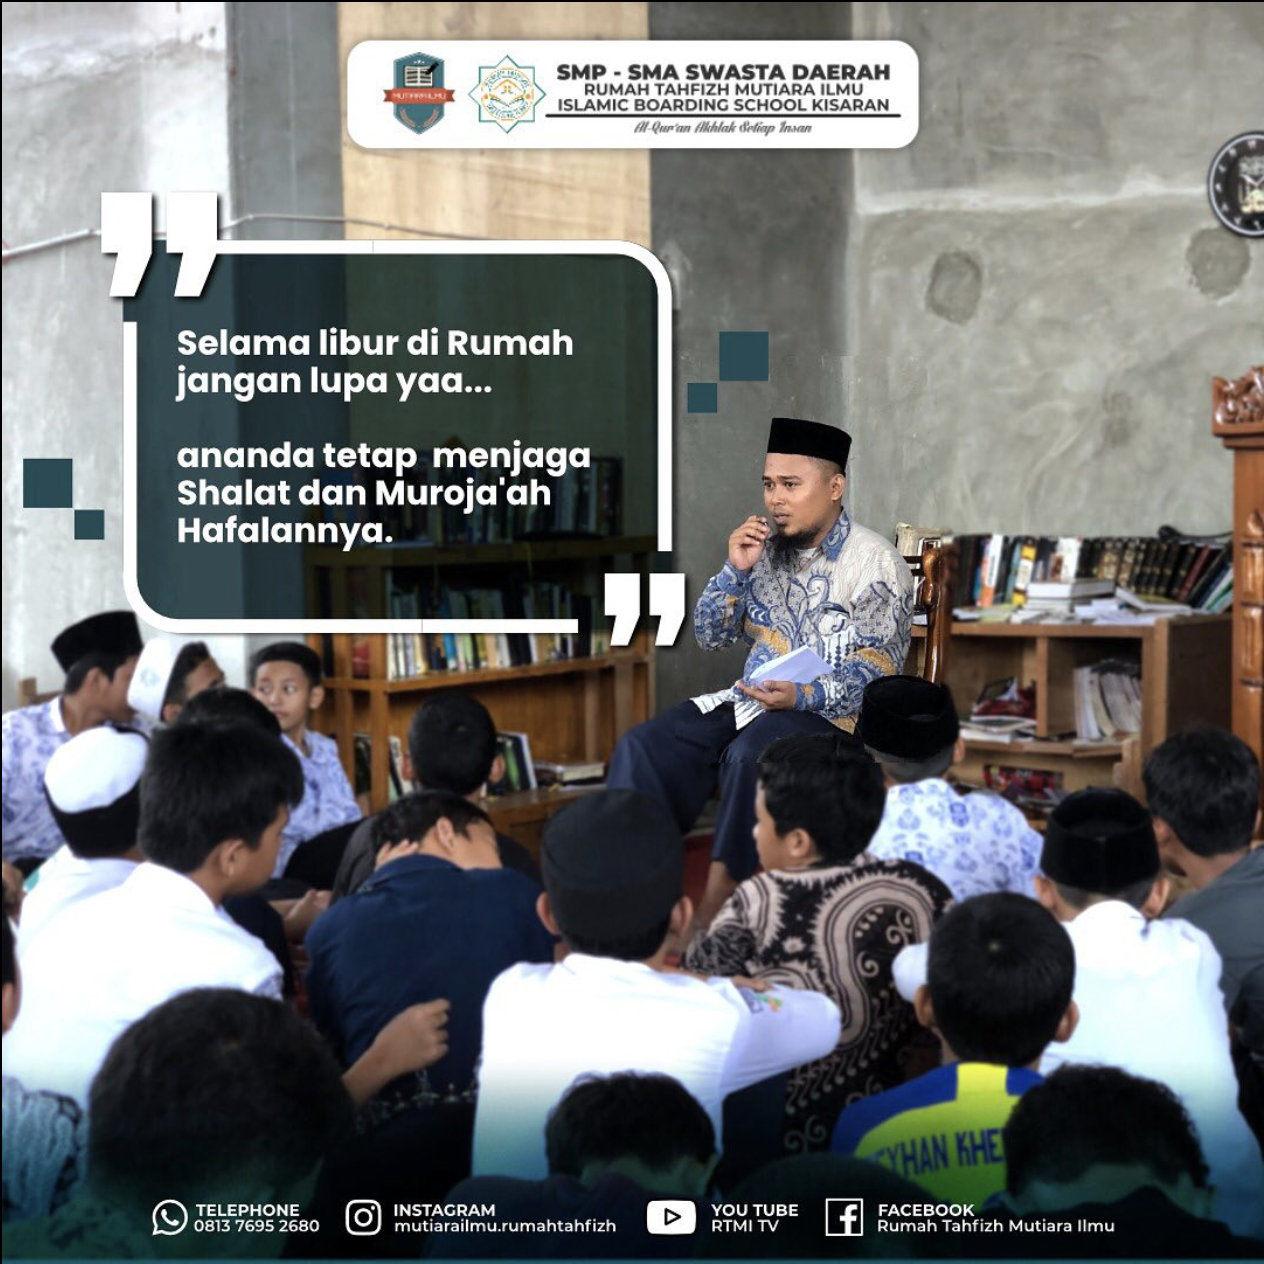 MUTIARA ILMU
SMP - SMA SWASTA DAERAH
RUMAH TAHFIZH MUTIARA ILMU
ISLAMIC BOARDING SCHOOL KISARAN
Al-Qur'an Akhlak Setiap Insan
Selama libur di Rumah
jangan lupa yaa...
ananda tetap menjaga
Shalat dan Muroja'ah
Hafalannya.
TELEPHONE
0813 7695 2680
INSTAGRAM
mutiarailmu.rumahtahfizh
YOU TUBE
RTMI TV
FACEBOOK
Rumah Tahfizh Mutiara Ilmu